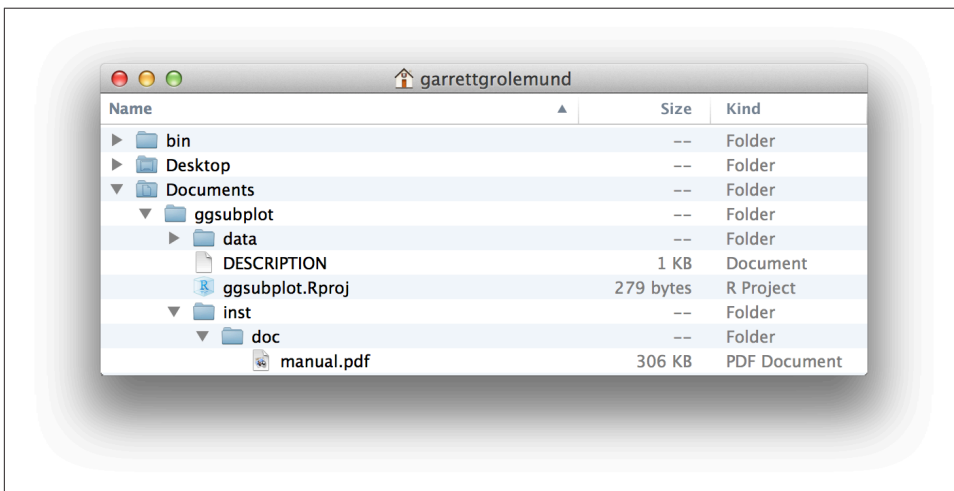 garrettgrolemund
Name Size Kind
bin -- Folder
Desktop -- Folder
Documents -- Folder
ggsubplot -- Folder
data -- Folder
DESCRIPTION 1 KB Document
ggsubplot.Rproj 279 bytes R Project
inst -- Folder
doc -- Folder
manual.pdf 306 KB PDF Document